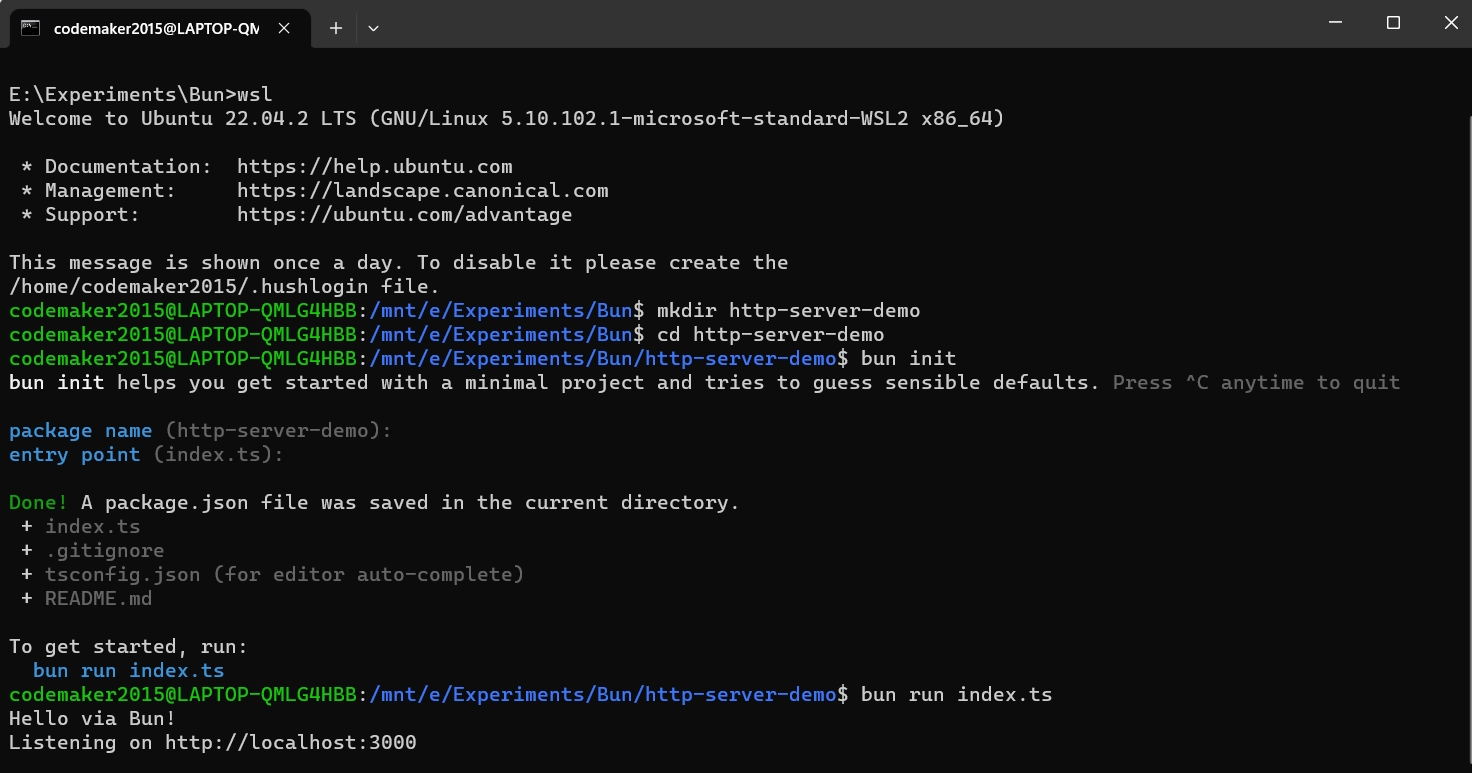 codemaker2015@LAPTOP-QM
E:\Experiments\Bun>wsl
Welcome to Ubuntu 22.04.2 LTS (GNU/Linux 5.10.102.1-microsoft-standard-WSL2 x86_64)
* Documentation:  https://help.ubuntu.com
* Management:     https://landscape.canonical.com
* Support:        https://ubuntu.com/advantage
This message is shown once a day. To disable it please create the
/home/codemaker2015/.hushlogin file.
codemaker2015@LAPTOP-QMLG4HBB:/mnt/e/Experiments/Bun$ mkdir http-server-demo
codemaker2015@LAPTOP-QMLG4HBB:/mnt/e/Experiments/Bun$ cd http-server-demo
codemaker2015@LAPTOP-QMLG4HBB:/mnt/e/Experiments/Bun/http-server-demo$ bun init
bun init helps you get started with a minimal project and tries to guess sensible defaults. Press ^C anytime to quit
package name (http-server-demo):
entry point (index.ts):
Done! A package.json file was saved in the current directory.
+ index.ts
+ .gitignore
+ tsconfig.json (for editor auto-complete)
+ README.md
To get started, run:
bun run index.ts
codemaker2015@LAPTOP-QMLG4HBB:/mnt/e/Experiments/Bun/http-server-demo$ bun run index.ts
Hello via Bun!
Listening on http://localhost:3000